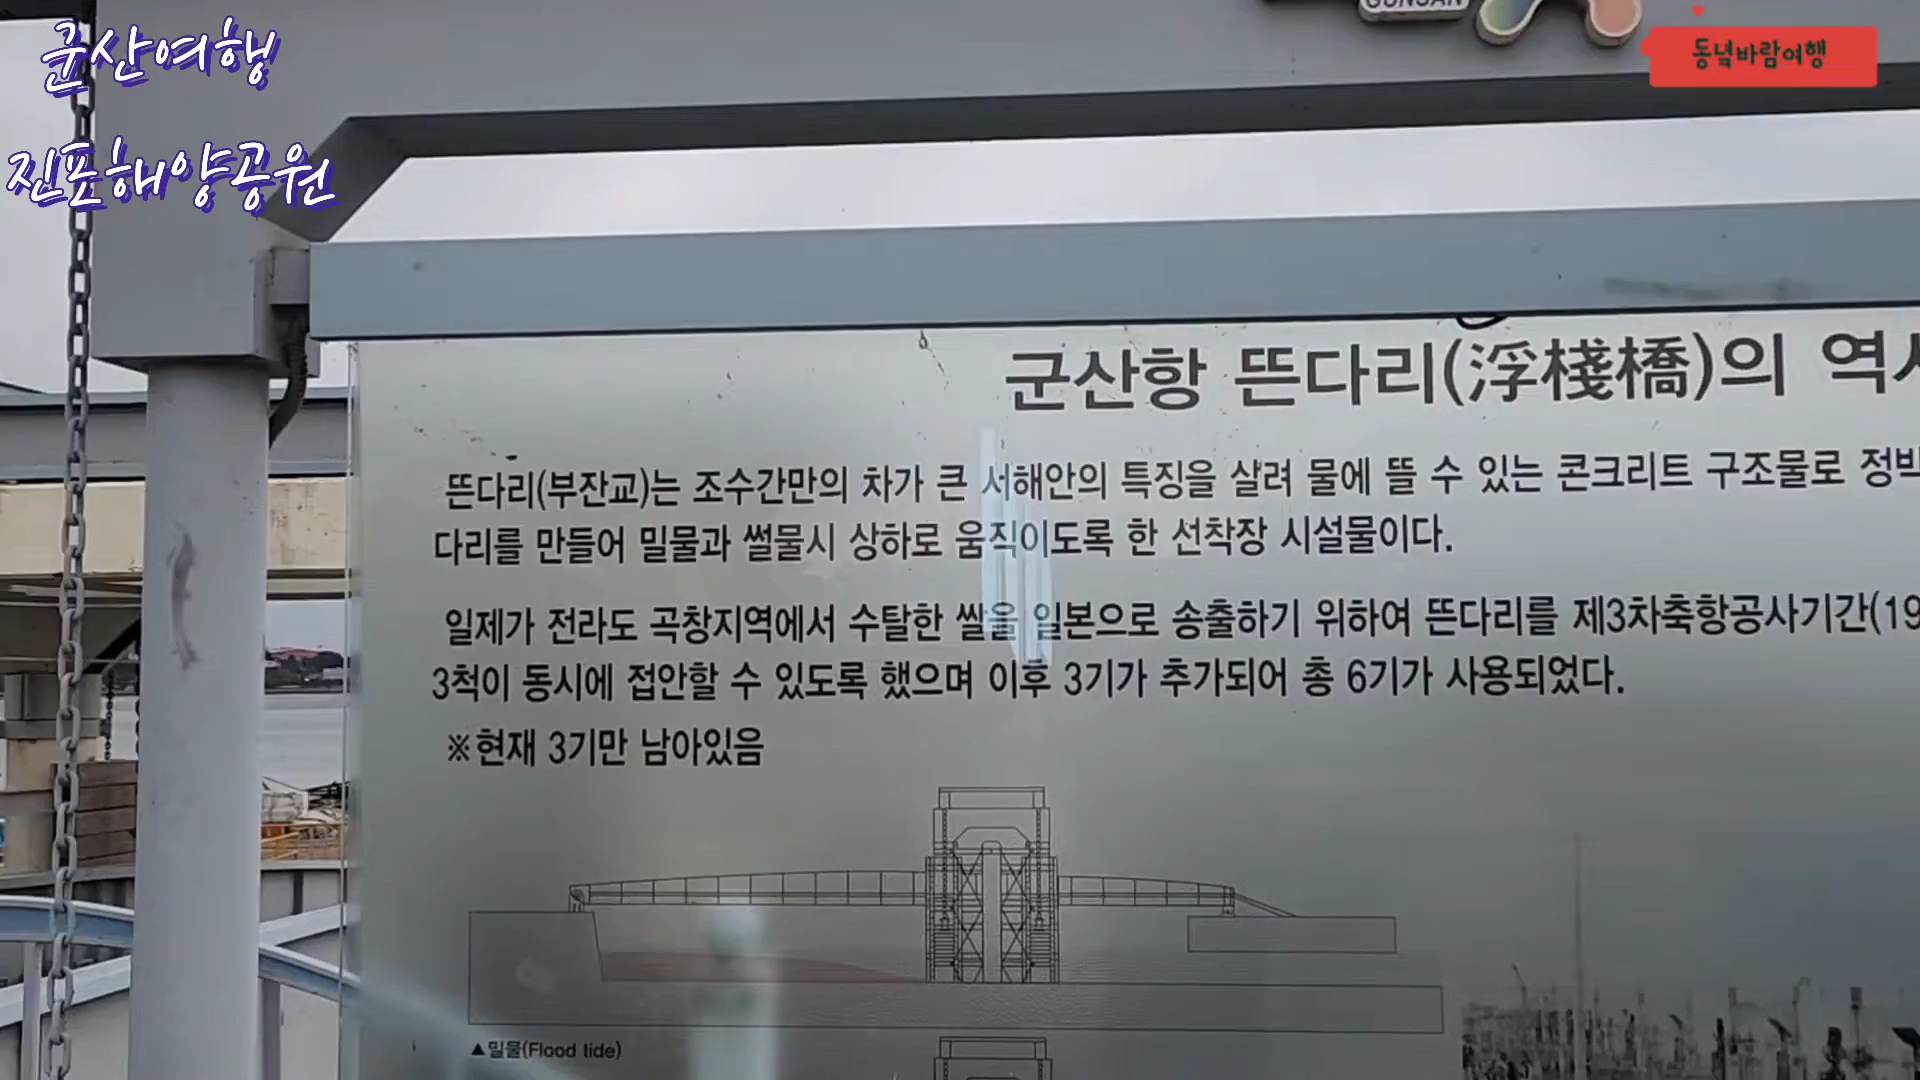 GUNSAN
군산여행
동녘바람여행
진포해양공원
군산항 뜬다리(浮棧橋)의
뜬다리(부잔교)는 조수간만의 차가 큰 서해안의 특징을 살려 물에 뜰 수 있는 콘크리트 구조물로
다리를 만들어 밀물과 썰물시 상하로 움직이도록 한 선착장 시설물이다.
일제가 전라도 곡창지역에서 수탈한 쌀을 일본으로 송출하기 위하여 뜬다리를 제3차축항공사기간(19
3척이 동시에 접안할 수 있도록 했으며 이후 3기가 추가되어 총 6기가 사용되었다.
※현재 3기만 남아있음
▲밀물(Flood tide)